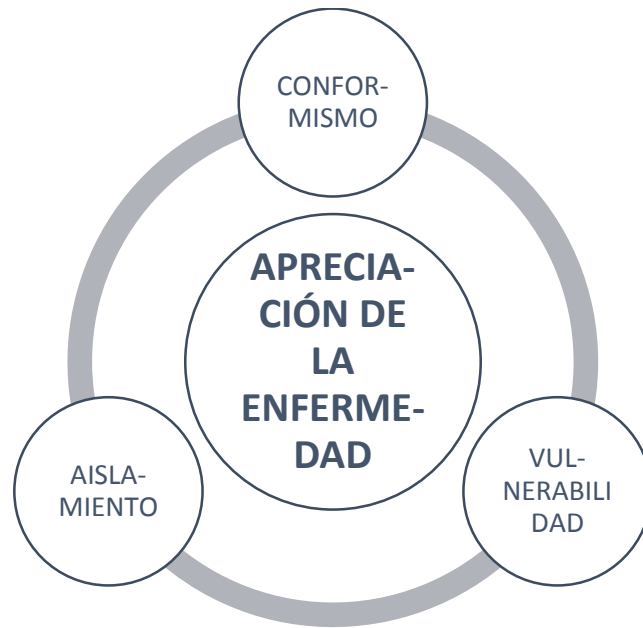 CONFOR-
MISMO
APRECIA-
CIÓN DE
LA
ENFERME-
DAD
AISLA-
MIENTO
VUL-
NERABILI
DAD